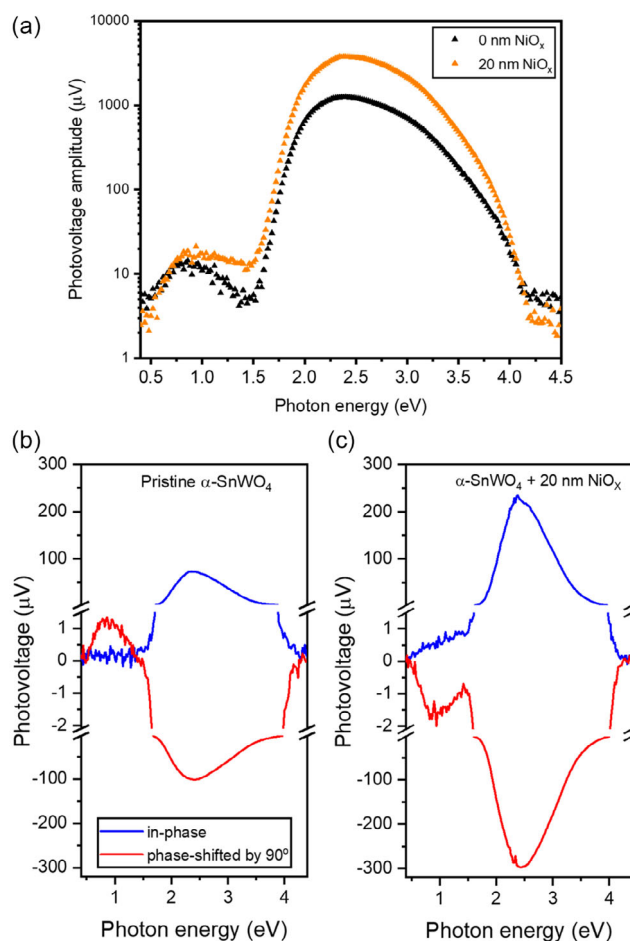 (a)
10000
1000
100
10
1
Photovoltage amplitude (µV)
0 nm NiOₓ
20 nm NiOₓ
0.5 1.0 1.5 2.0 2.5 3.0 3.5 4.0 4.5
Photon energy (eV)
(b)
300
200
100
1
0
-1
-2
-100
-200
-300
Photovoltage (µV)
Pristine α-SnWO₄
in-phase
phase-shifted by 90º
1 2 3 4
Photon energy (eV)
(c)
300
200
100
1
0
-1
-2
-100
-200
-300
Photovoltage (µV)
α-SnWO₄ + 20 nm NiOₓ
1 2 3 4
Photon energy (eV)